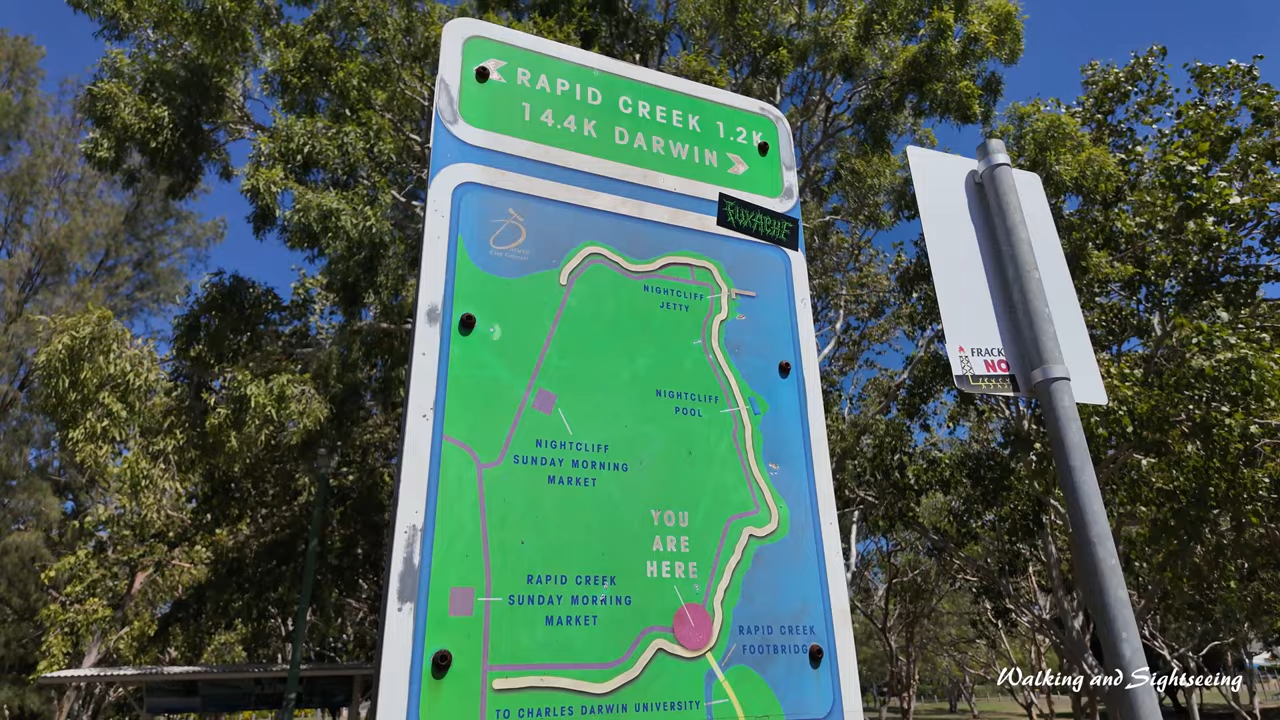 RAPID CREEK 1.2K
14.4K DARWIN
NIGHTCLIFF
JETTY
NIGHTCLIFF
POOL
NIGHTCLIFF
SUNDAY MORNING
MARKET
YOU
ARE
HERE
RAPID CREEK
SUNDAY MORNING
MARKET
RAPID CREEK
FOOTBRIDG
TO CHARLES DARWIN UNIVERSITY
FRACK
NO
Walking and Sightseeing